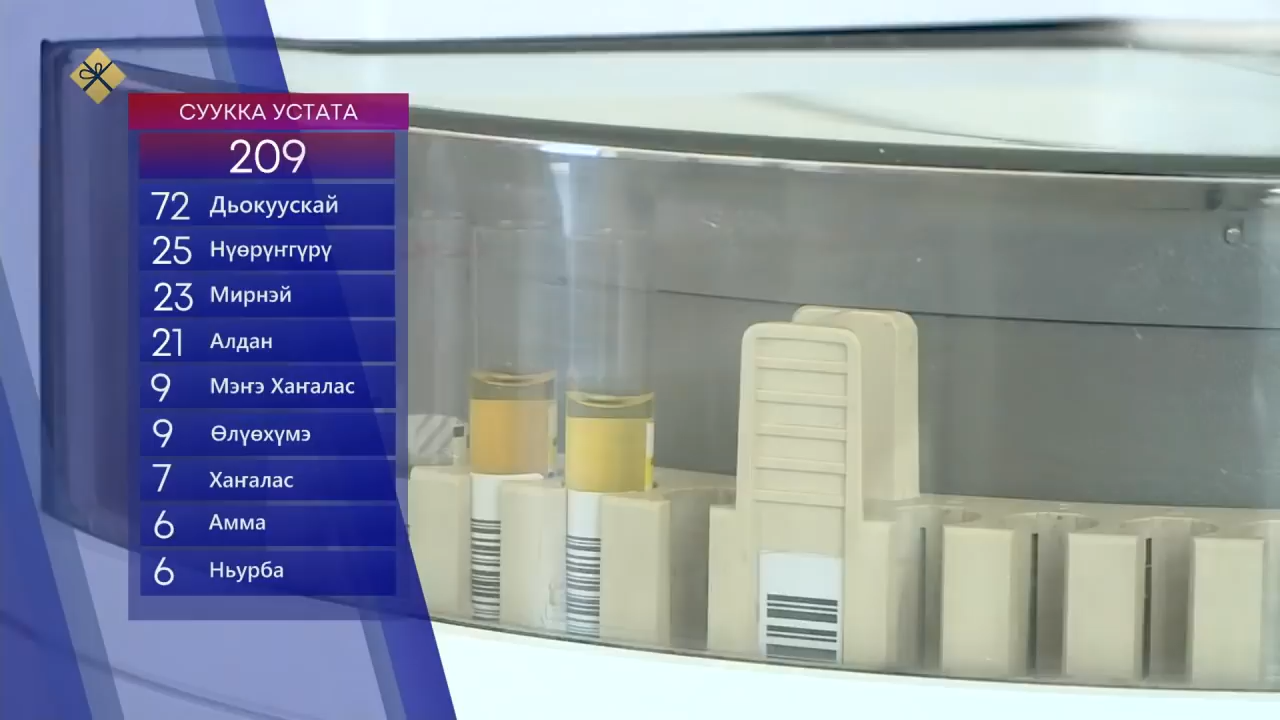 СУУККА УСТАТА
209
72 Дьокуускай
25 Нүөрүҥгүрү
23 Мирнэй
21 Алдан
9 Мэҥэ Хаҥалас
9 Өлүөхүмэ
7 Хаҥалас
6 Амма
6 Ньурба